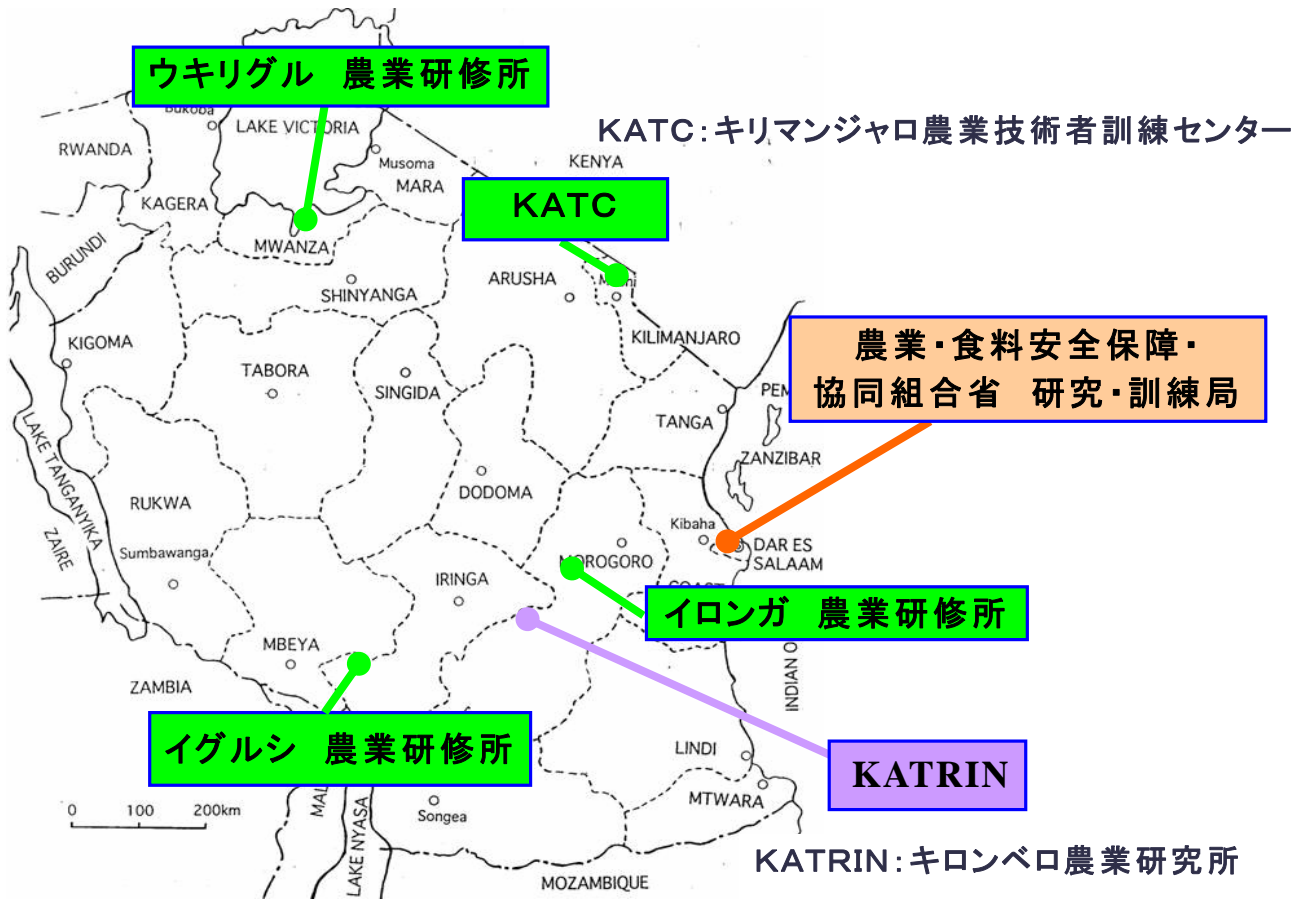 ウキリグル 農業研修所
Bukoba
LAKE VICTORIA
KATC:キリマンジャロ農業技術者訓練センター
RWANDA
Musoma
KENYA
MARA
KATC
KAGERA
MWANZA
BURUNDI
SHINYANGA
ARUSHA
KILIMANJARO
農業・食料安全保障・
協同組合省 研究・訓練局
KIGOMA
TABORA
SINGIDA
TANGA
ZANZIBAR
LAKE TANGANYIKA
ZAIRE
RUKWA
DODOMA
Kibaha
DAR ES
SALAAM
Sumbawanga
MOROGORO
IRINGA
イロンガ 農業研修所
MBEYA
ZAMBIA
イグルシ 農業研修所
LINDI
KATRIN
MTWARA
0 100 200km
Songea
LAKE NYASA
MOZAMBIQUE
KATRIN:キロンベロ農業研究所